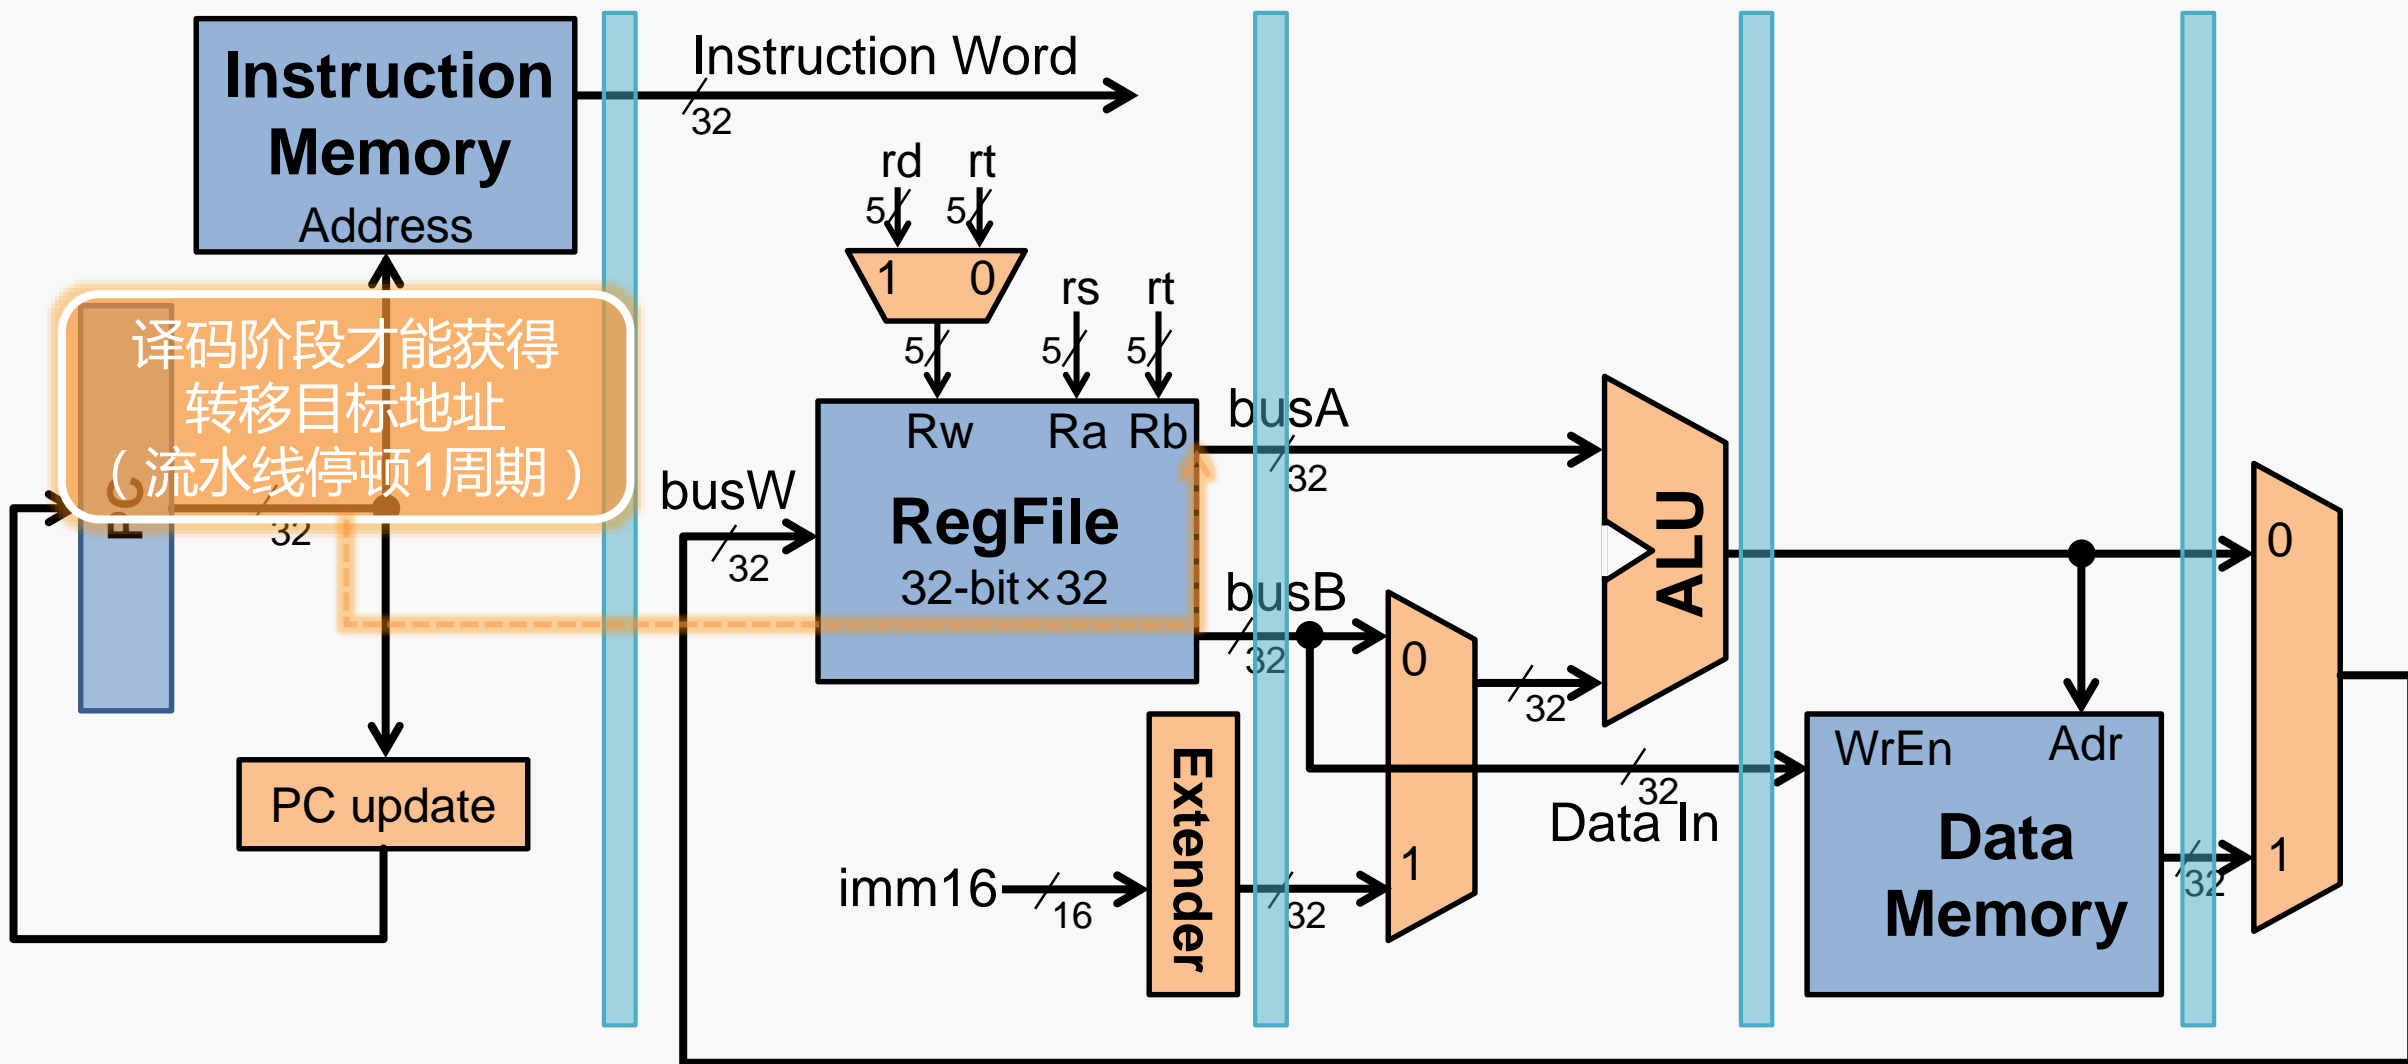 Instruction
Memory
Address
Instruction Word
32
rd
rt
5
5
1
0
rs
rt
5
5
5
译码阶段才能获得
转移目标地址
（流水线停顿1周期）
PC
32
busW
32
Rw
Ra
Rb
RegFile
32-bit×32
busA
32
busB
32
0
1
32
ALU
PC update
imm16
16
Extender
32
32
Data In
WrEn
Adr
Data
Memory
32
0
1